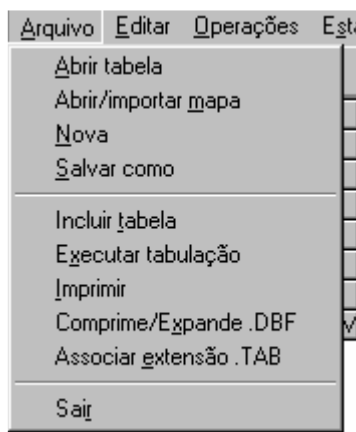 Arquivo Editar Operações Est
Abrir tabela
Abrir/importar mapa
Nova
Salvar como
Incluir tabela
Executar tabulação
Imprimir
Comprime/Expande .DBF
Associar extensão .TAB
Sair